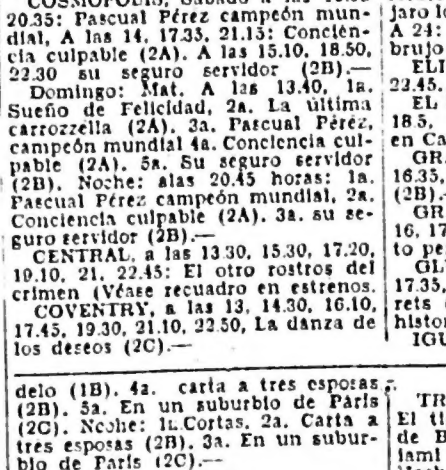 COSMOPOLIS, Sábado a las
20.35: Pascual Pérez campeón mun-
dial, A las 14, 17.35, 21.15: Concien-
cia culpable (2A). A las 15.10, 18.50,
22.30 su seguro servidor (2B).—
Domingo: Mat. A las 13.40, 1a.
Sueño de Felicidad, 2a. La última
carrozzella (2A). 3a. Pascual Pérez,
campeón mundial 4a. Conciencia cul-
pable (2A). 5a. Su seguro servidor
(2B). Noche: alas 20.45 horas: 1a.
Pascual Pérez campeón mundial, 2a.
Conciencia culpable (2A). 3a. su se-
guro servidor (2B).—
CENTRAL, a las 13.30, 15.30, 17.20,
19.10, 21, 22.45: El otro rostros del
crimen (Véase recuadro en estrenos.
COVENTRY, a las 13, 14.30, 16.10,
17.45, 19.30, 21.10, 22.50, La danza de
los deseos (2C).—
delo (1B). 4a. carta a tres esposas
(2B). 5a. En un suburbio de París
(2C). Noche: 1a. Cortas. 2a. Carta a
tres esposas (2B). 3a. En un subur-
bio de París (2C).—
jaro
A 24:
brujo
ELI
22.45.
EL
18.5,
en Ca
GR
16.35,
(2B).
GR
16, 17
to pe
GL
17.35,
rets
histor
IGU
TR
El ti
de B
iami